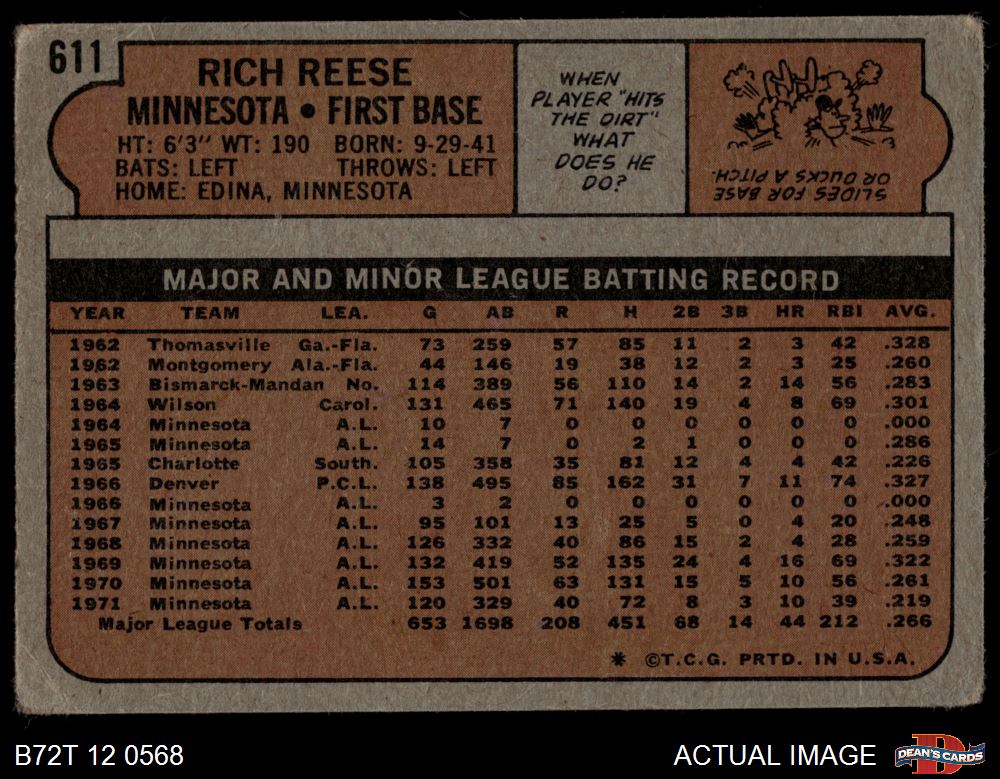 611
RICH REESE
MINNESOTA • FIRST BASE
HT: 6'3" WT: 190 BORN: 9-29-41
BATS: LEFT THROWS: LEFT
HOME: EDINA, MINNESOTA
WHEN
PLAYER "HITS
THE DIRT"
WHAT
DOES HE
DO?
SLIDES FOR BASE
OR DUCKS A PITCH.
MAJOR AND MINOR LEAGUE BATTING RECORD
YEAR TEAM LEA. G AB R H 2B 3B HR RBI AVG.
1962 Thomasville Ga.-Fla. 73 259 57 85 11 2 3 42 .328
1962 Montgomery Ala.-Fla. 44 146 19 38 12 2 3 25 .260
1963 Bismarck-Mandan No. 114 389 56 110 14 2 14 56 .283
1964 Wilson Carol. 131 465 71 140 19 4 8 69 .301
1964 Minnesota A.L. 10 7 0 0 0 0 0 0 .000
1965 Minnesota A.L. 14 7 0 2 1 0 0 0 .286
1965 Charlotte South. 105 358 35 81 12 4 4 42 .226
1966 Denver P.C.L. 138 495 85 162 31 7 11 74 .327
1966 Minnesota A.L. 3 2 0 0 0 0 0 0 .000
1967 Minnesota A.L. 95 101 13 25 5 0 4 20 .248
1968 Minnesota A.L. 126 332 40 86 15 2 4 28 .259
1969 Minnesota A.L. 132 419 52 135 24 4 16 69 .322
1970 Minnesota A.L. 153 501 63 131 15 5 10 56 .261
1971 Minnesota A.L. 120 329 40 72 8 3 10 39 .219
Major League Totals 653 1698 208 451 68 14 44 212 .266
* ©T.C.G. PRTD. IN U.S.A.
B72T 12 0568
ACTUAL IMAGE
D
DEAN'S CARDS